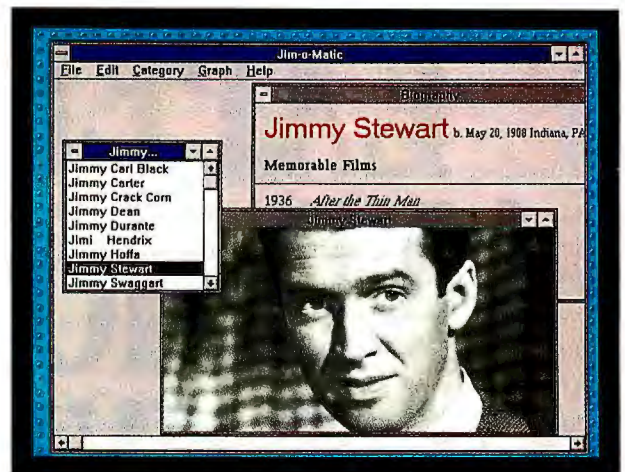 Jim-o-Matic
File Edit Category Graph Help
Biography
Jimmy Stewart b. May 20, 1908 Indiana, PA
Memorable Films
1936 After the Thin Man
Jimmy...
Jimmy Carl Black
Jimmy Carter
Jimmy Crack Corn
Jimmy Dean
Jimmy Durante
Jimi Hendrix
Jimmy Hoffa
Jimmy Stewart
Jimmy Swaggart
Jimmy Stewart